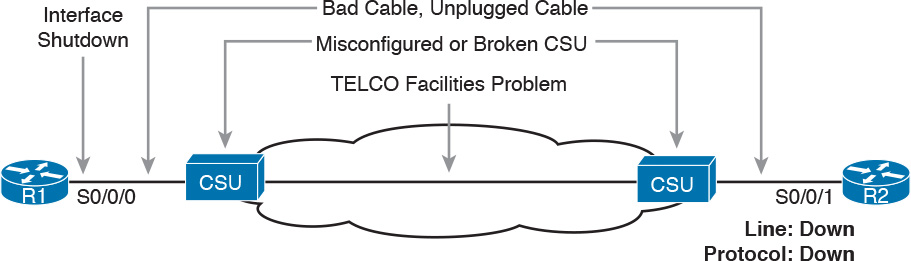 Interface
Shutdown
Bad Cable, Unplugged Cable
Misconfigured or Broken CSU
TELCO Facilities Problem
R1
S0/0/0
CSU
CSU
S0/0/1
R2
Line: Down
Protocol: Down